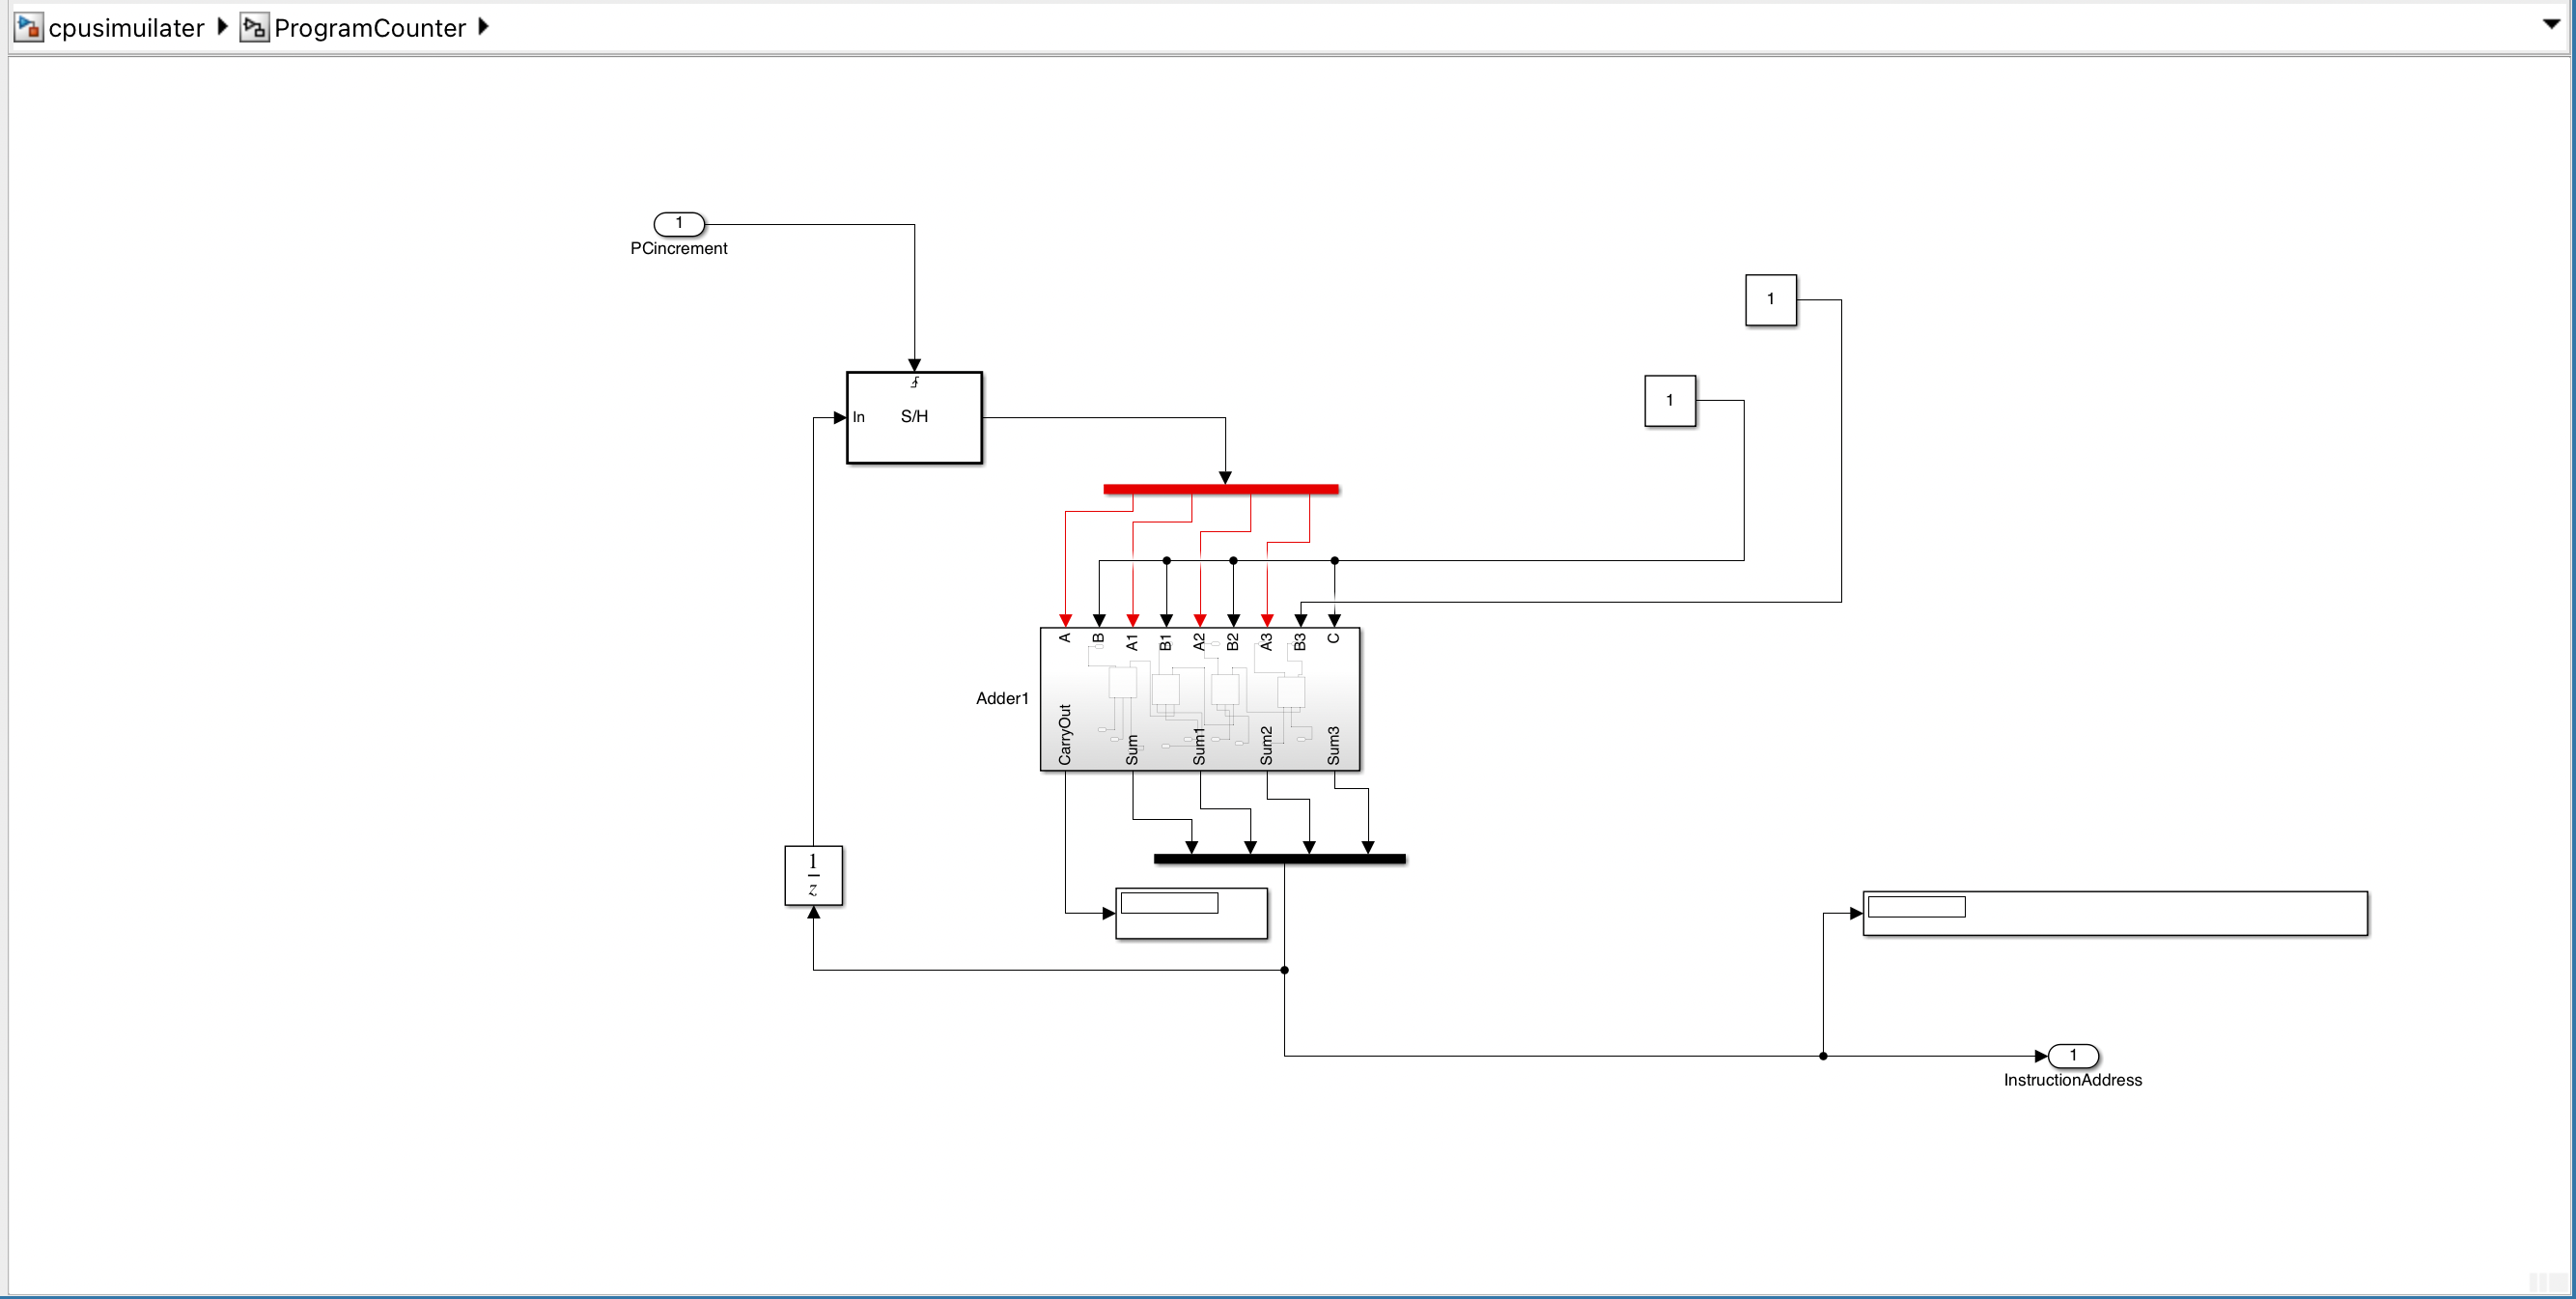 cpusimuilater ProgramCounter
1
PCincrement
1
1
In S/H
A B A1 B1 A2 B2 A3 B3 C
Adder1
CarryOut Sum Sum1 Sum2 Sum3
1
z
1
InstructionAddress